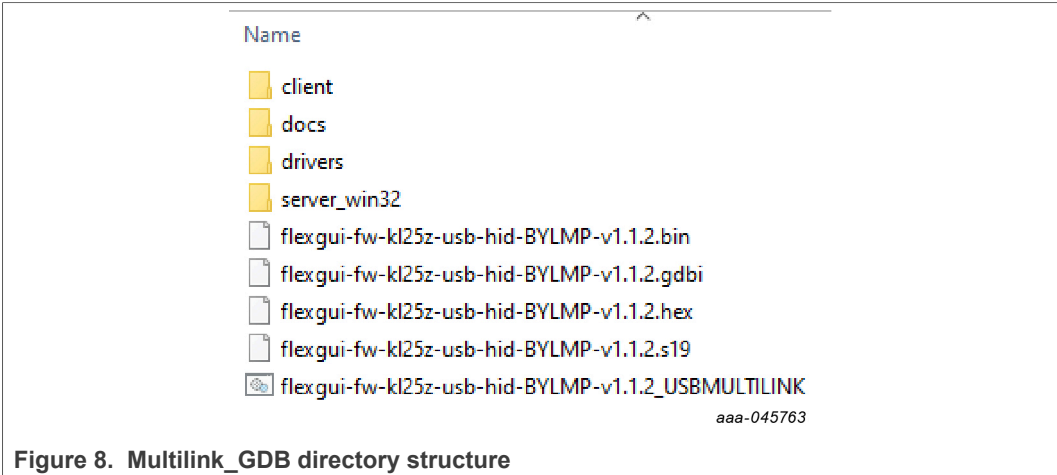 Name
client
docs
drivers
server_win32
flexgui-fw-kl25z-usb-hid-BYLMP-v1.1.2.bin
flexgui-fw-kl25z-usb-hid-BYLMP-v1.1.2.gdbi
flexgui-fw-kl25z-usb-hid-BYLMP-v1.1.2.hex
flexgui-fw-kl25z-usb-hid-BYLMP-v1.1.2.s19
flexgui-fw-kl25z-usb-hid-BYLMP-v1.1.2_USBMULTILINK
aaa-045763
Figure 8. Multilink_GDB directory structure